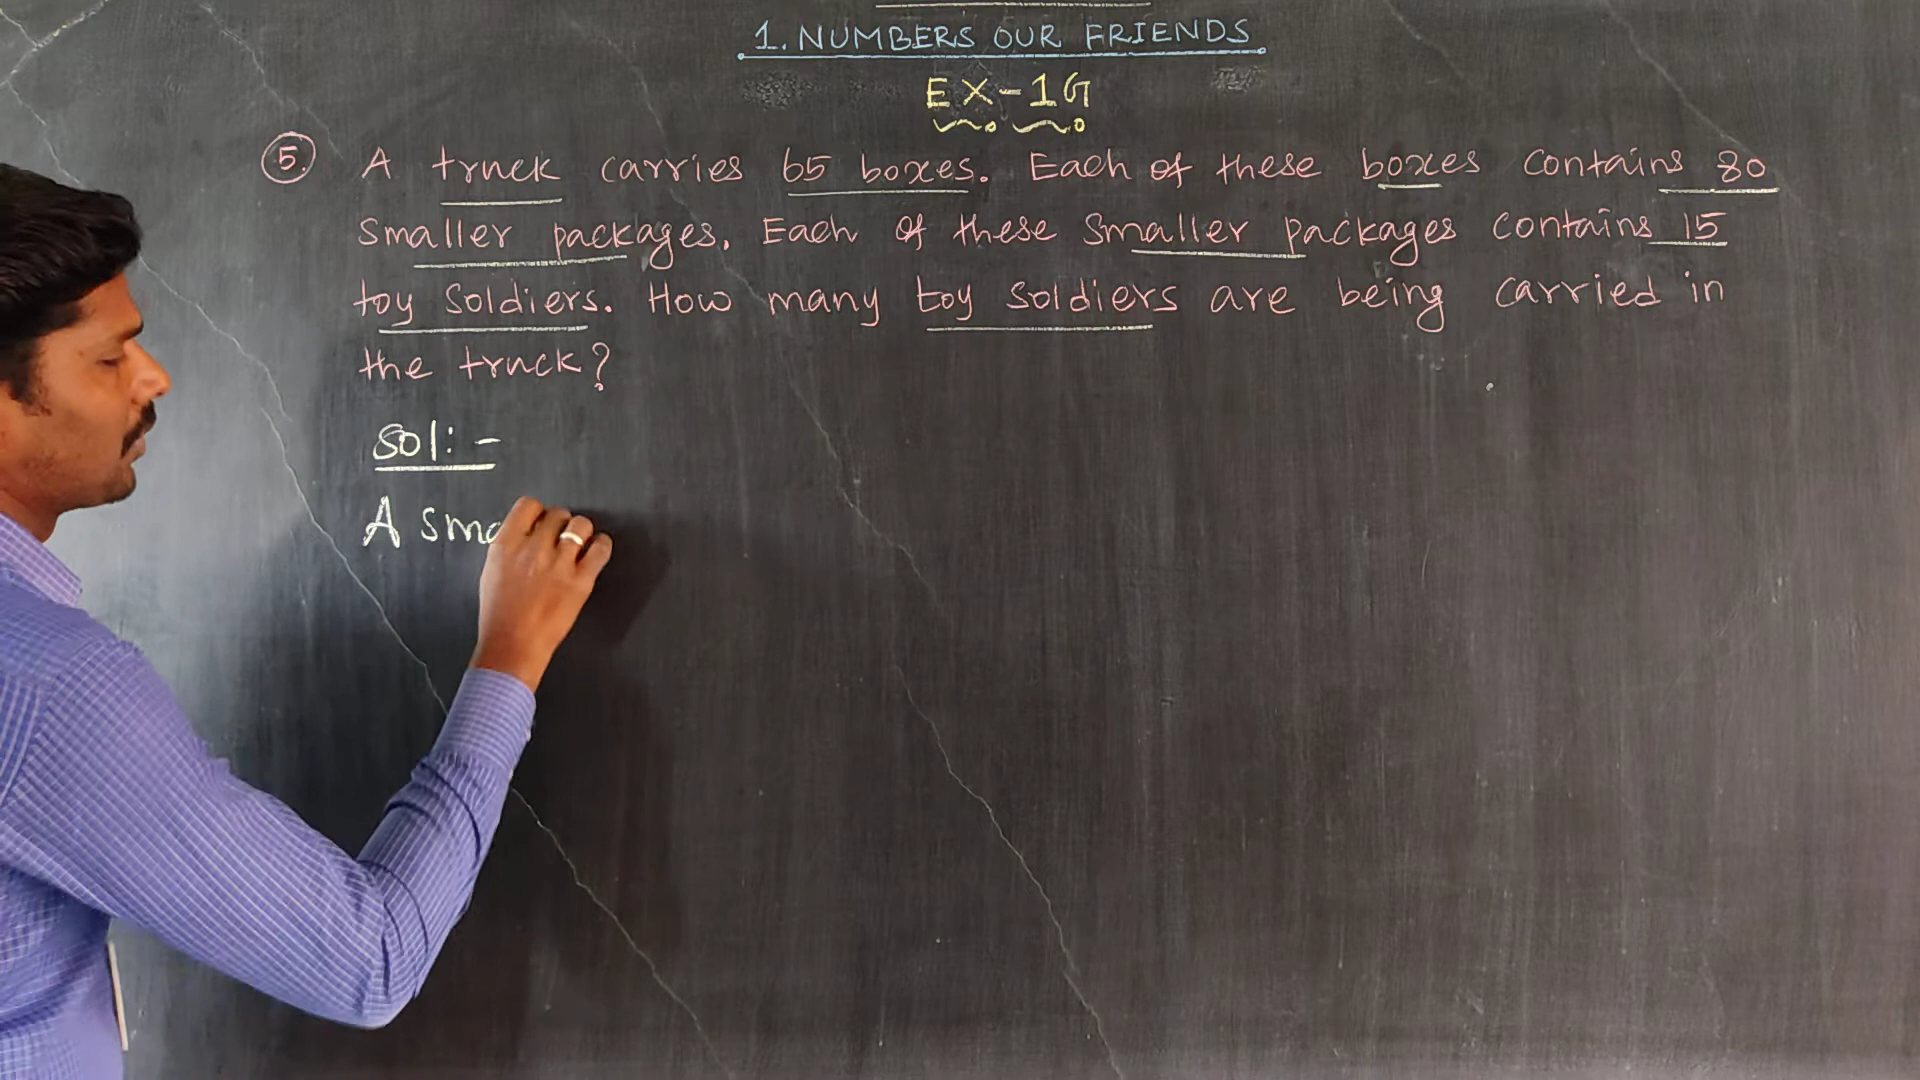 1. NUMBERS OUR FRIENDS
EX-1G
5. A truck carries 65 boxes. Each of these boxes contains 80
smaller packages. Each of these smaller packages contains 15
toy soldiers. How many toy soldiers are being carried in
the truck?
Sol:-
A sma